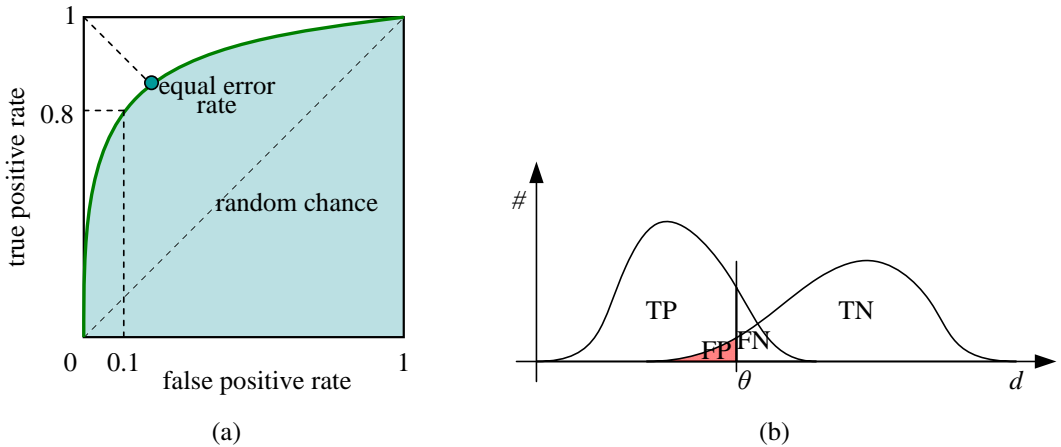 1
equal error
rate
0.8
true positive rate
random chance
0
0.1
1
false positive rate
(a)
#
TP
TN
FP
FN
θ
d
(b)